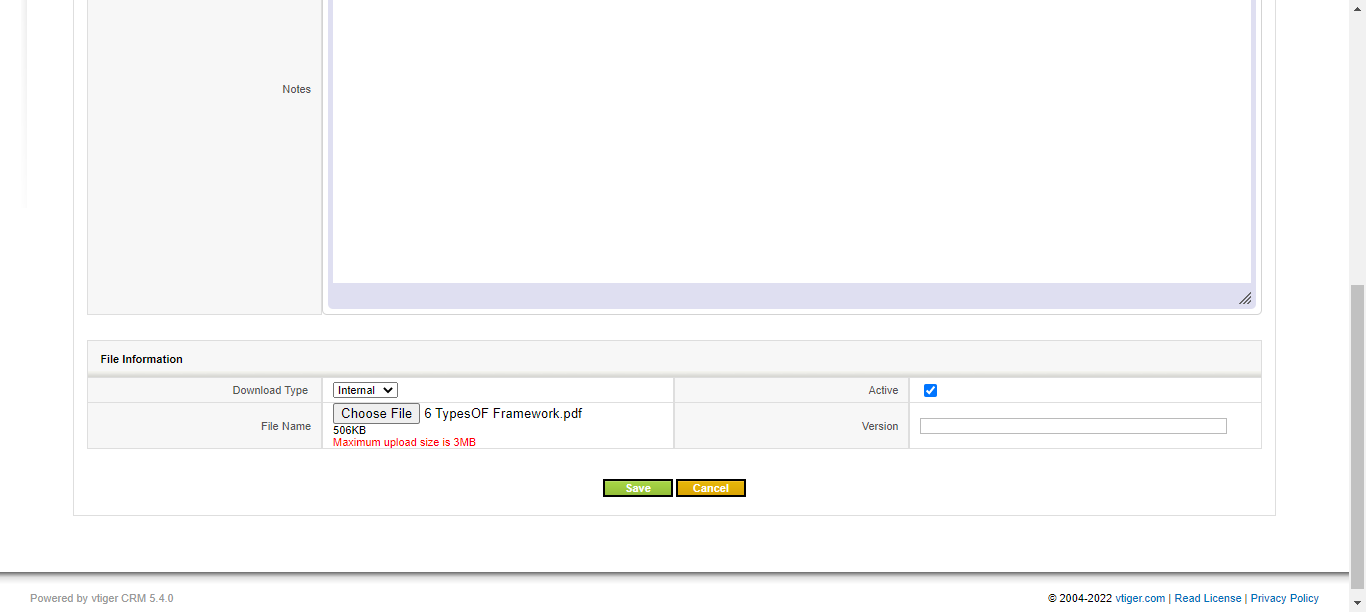 Notes
File Information
Download Type Internal Active
File Name Choose File 6 TypesOF Framework.pdf Version
506KB
Maximum upload size is 3MB
Save Cancel
Powered by vtiger CRM 5.4.0 © 2004-2022 vtiger.com | Read License | Privacy Policy